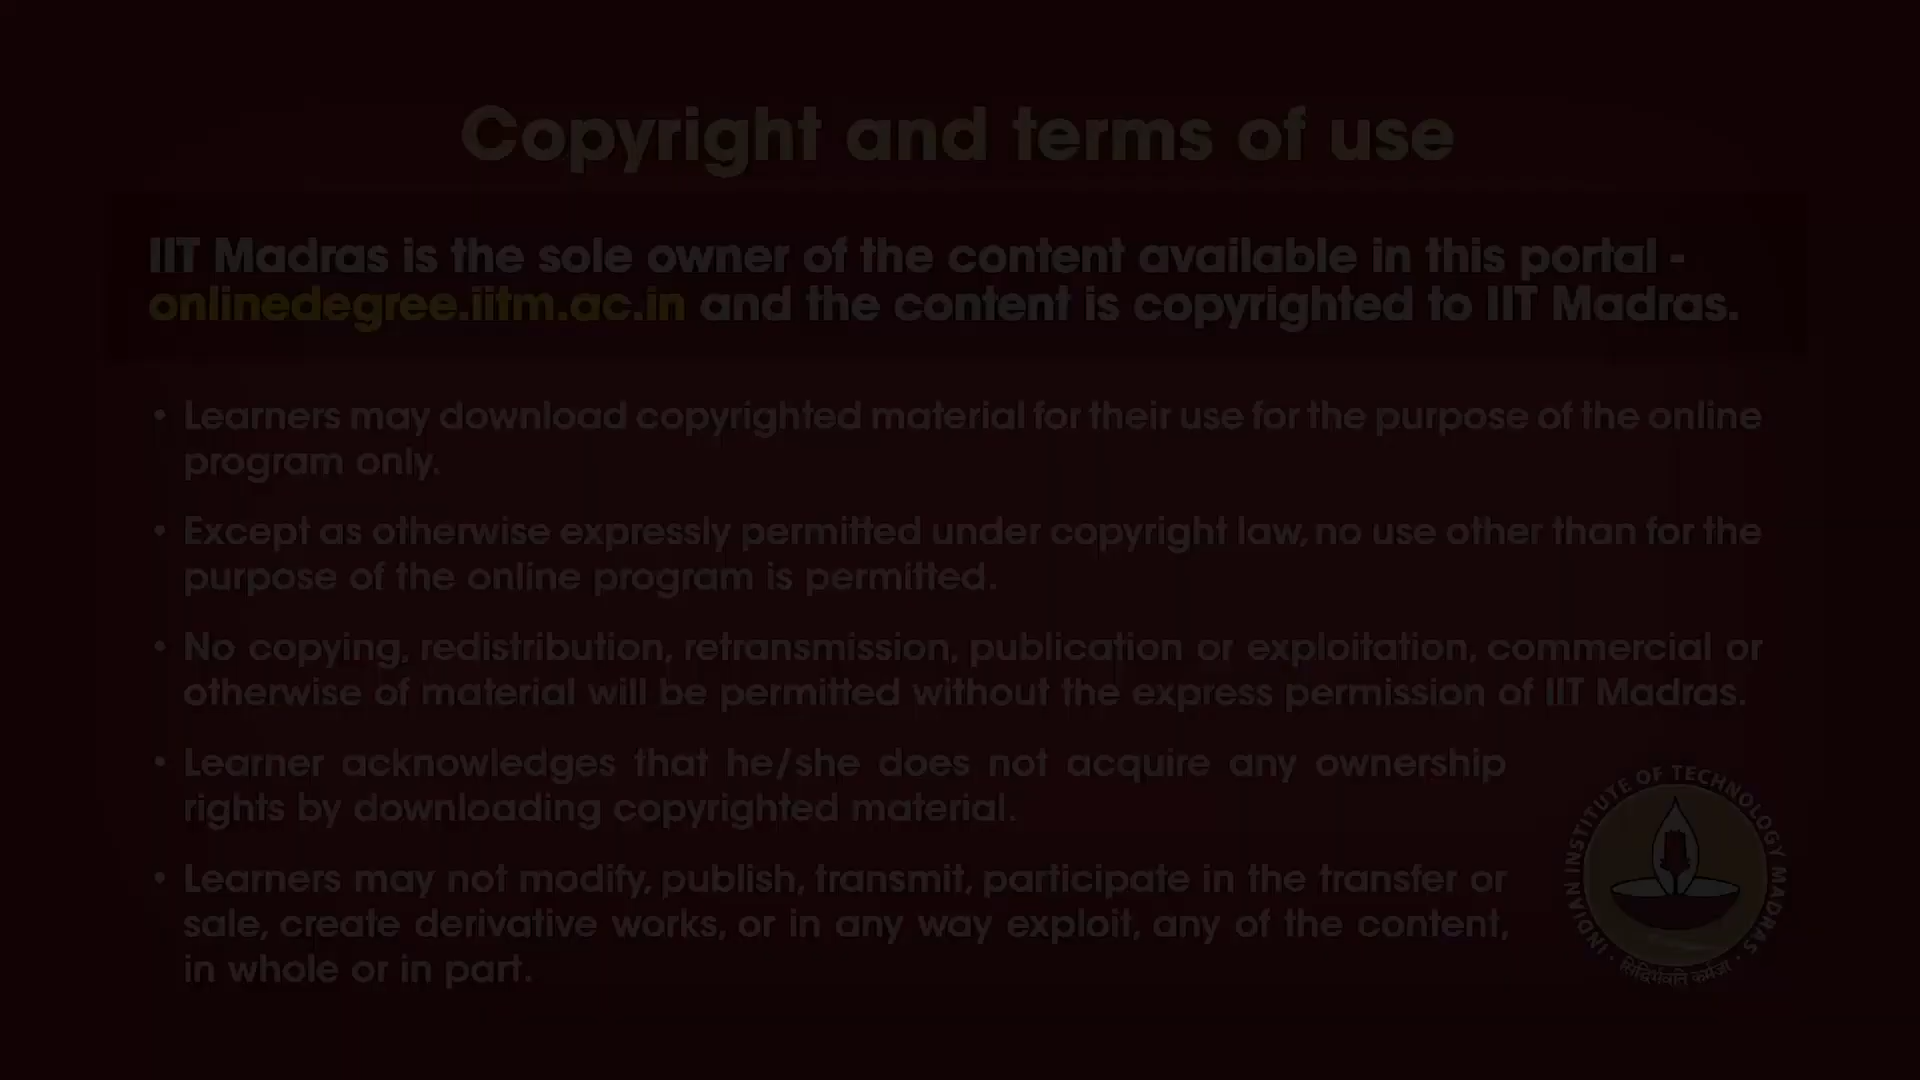 Copyright and terms of use
IIT Madras is the sole owner of the content available in this portal -
onlinedegree.iitm.ac.in and the content is copyrighted to IIT Madras.
• Learners may download copyrighted material for their use for the purpose of the online
program only.
• Except as otherwise expressly permitted under copyright law, no use other than for the
purpose of the online program is permitted.
• No copying, redistribution, retransmission, publication or exploitation, commercial or
otherwise of material will be permitted without the express permission of IIT Madras.
• Learner acknowledges that he/she does not acquire any ownership
rights by downloading copyrighted material.
• Learners may not modify, publish, transmit, participate in the transfer or
sale, create derivative works, or in any way exploit, any of the content,
in whole or in part.
INDIAN INSTITUTE OF TECHNOLOGY MADRAS
सिद्धिर्भवति कर्मजा